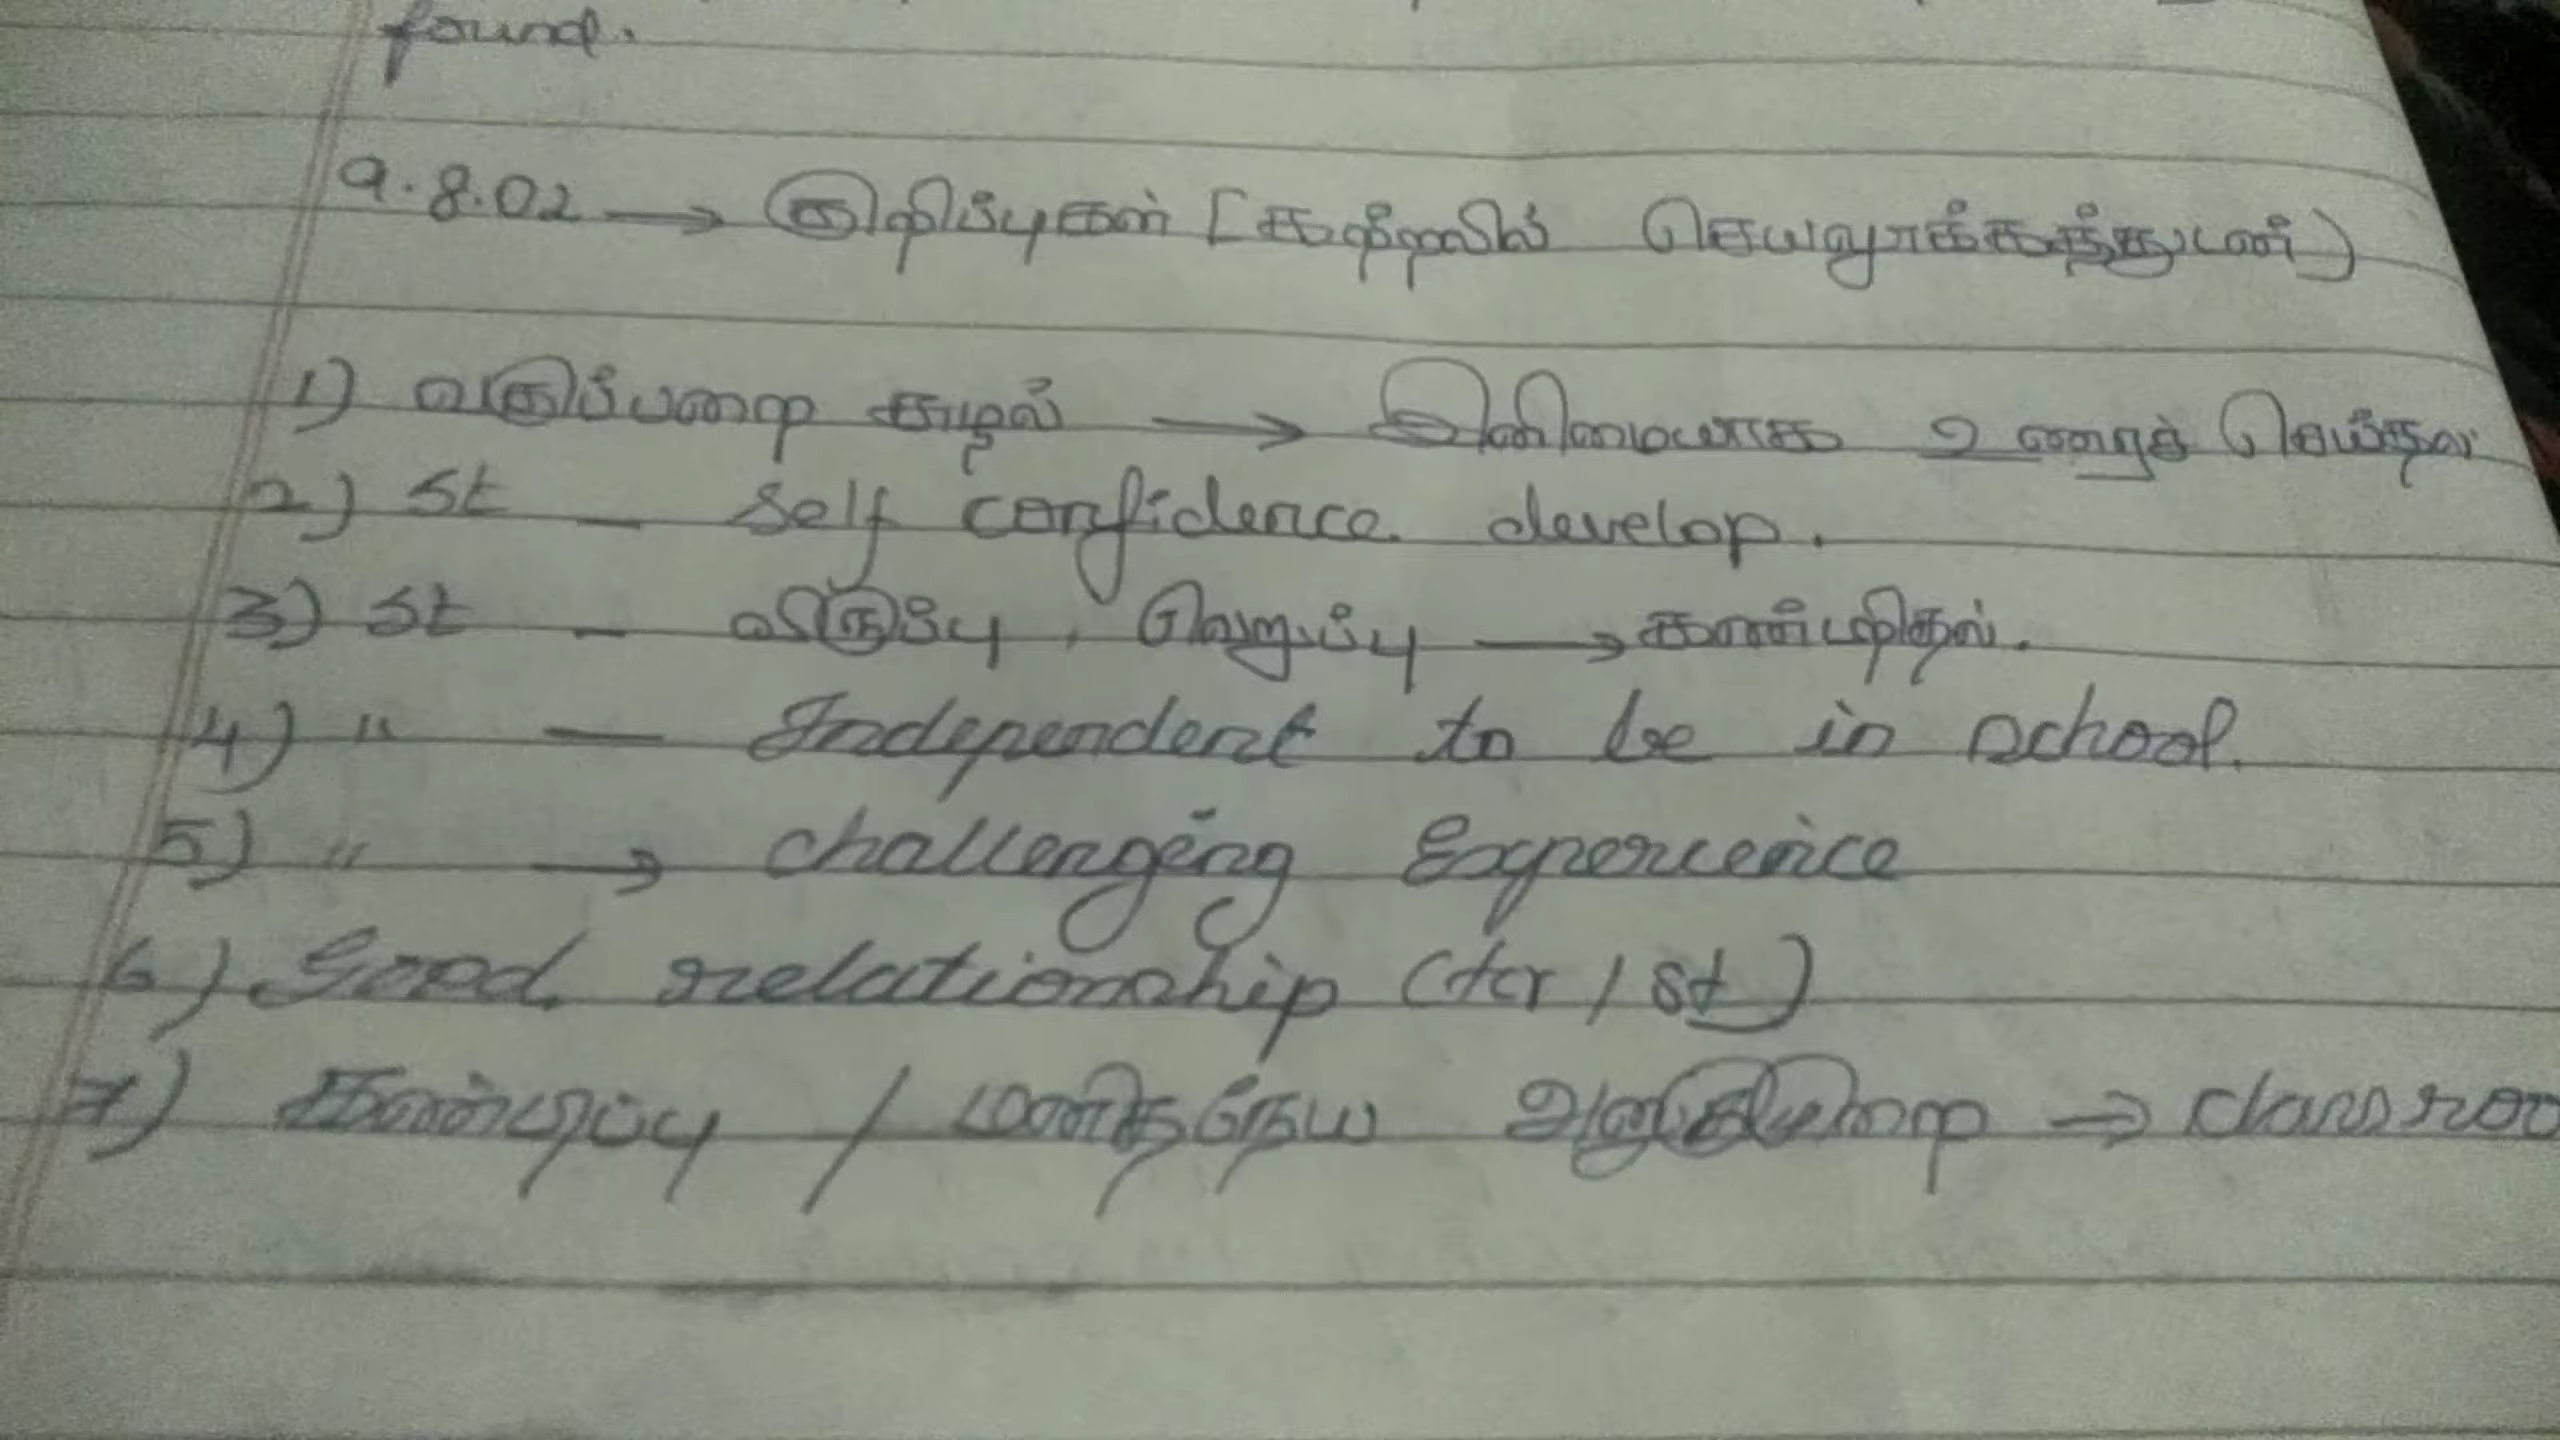 found.
9.8.02 → குறிப்புகள் [கற்றலில் செயலூக்கத்துடன்)
1) வகுப்பறை சூழல் → இனிமையாக உணரச் செய்தல்
2) St — Self confidence develop.
3) St — விருப்பு, வெறுப்பு → கண்டறிதல்.
4) " — Independent to be in school.
5) " → challenging Experience
6) Good relationship (tcr / st)
7) கண்டிப்பு / மனிதநேய அணுகுமுறை → class roo